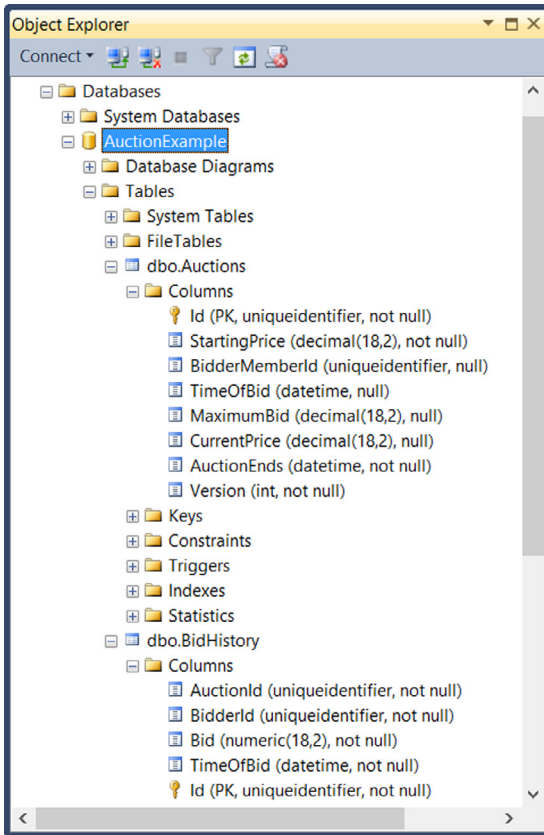 Object Explorer
Connect
Databases
System Databases
AuctionExample
Database Diagrams
Tables
System Tables
FileTables
dbo.Auctions
Columns
Id (PK, uniqueidentifier, not null)
StartingPrice (decimal(18,2), not null)
BidderMemberId (uniqueidentifier, null)
TimeOfBid (datetime, null)
MaximumBid (decimal(18,2), null)
CurrentPrice (decimal(18,2), null)
AuctionEnds (datetime, not null)
Version (int, not null)
Keys
Constraints
Triggers
Indexes
Statistics
dbo.BidHistory
Columns
AuctionId (uniqueidentifier, not null)
BidderId (uniqueidentifier, not null)
Bid (numeric(18,2), not null)
TimeOfBid (datetime, not null)
Id (PK, uniqueidentifier, not null)